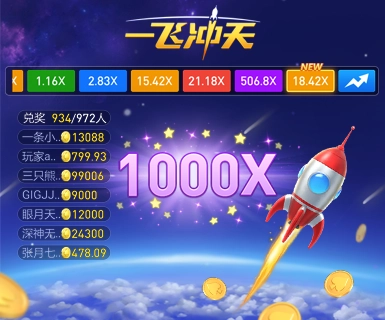 一飞冲天
NEW
1.16X 2.83X 15.42X 21.18X 506.8X 18.42X
兑奖 934/972人
一条小.. 13088
玩家a.. 799.93
三只熊.. 99006
GIGJJ.. 9000
眼月天.. 12000
深神无.. 24300
张月七.. 478.09
1000X